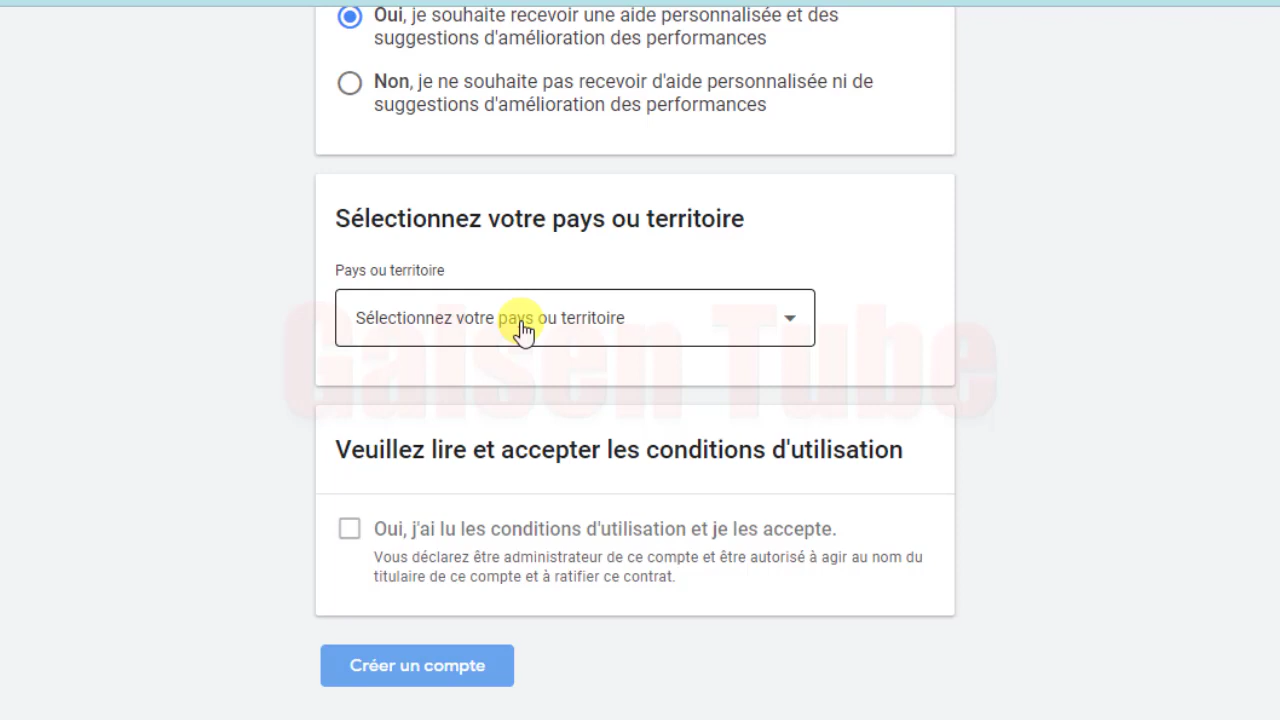 Oui, je souhaite recevoir une aide personnalisée et des
suggestions d'amélioration des performances
Non, je ne souhaite pas recevoir d'aide personnalisée ni de
suggestions d'amélioration des performances
Sélectionnez votre pays ou territoire
Pays ou territoire
Sélectionnez votre pays ou territoire
Galsen Tube
Veuillez lire et accepter les conditions d'utilisation
Oui, j'ai lu les conditions d'utilisation et je les accepte.
Vous déclarez être administrateur de ce compte et être autorisé à agir au nom du
titulaire de ce compte et à ratifier ce contrat.
Créer un compte